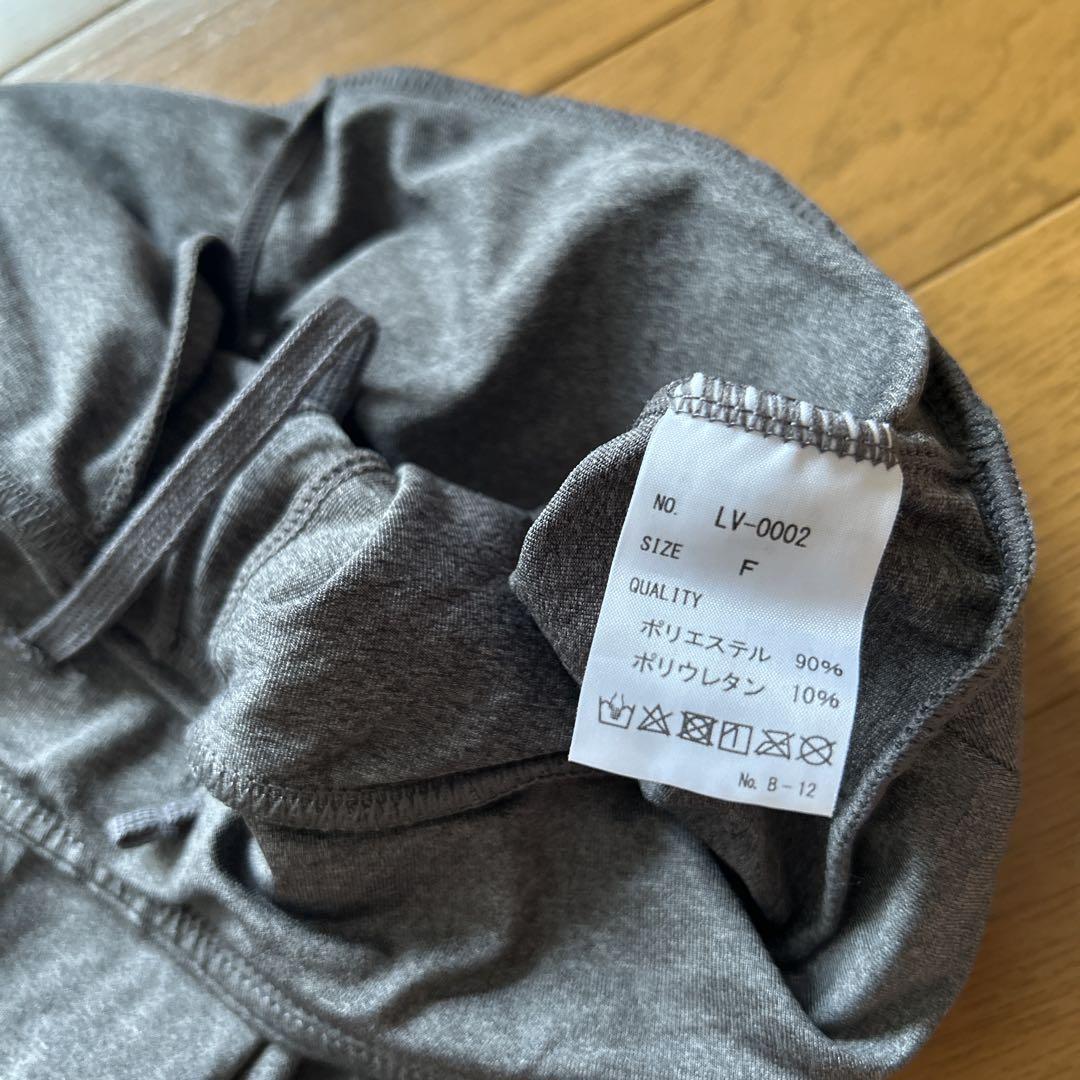 NO. LV-0002
SIZE F
QUALITY
ポリエステル 90%
ポリウレタン 10%
No. B-12